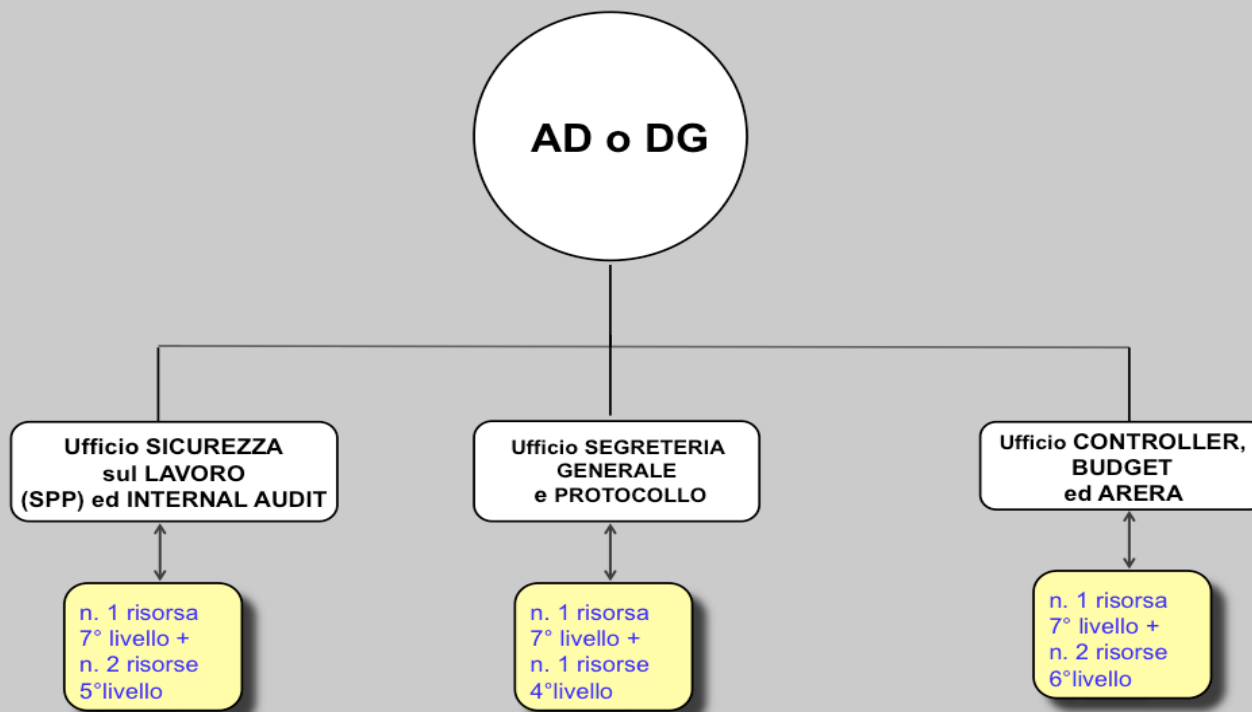 AD o DG
Ufficio SICUREZZA
sul LAVORO
(SPP) ed INTERNAL AUDIT
Ufficio SEGRETERIA
GENERALE
e PROTOCOLLO
Ufficio CONTROLLER,
BUDGET
ed ARERA
n. 1 risorsa
7° livello +
n. 2 risorse
5°livello
n. 1 risorsa
7° livello +
n. 1 risorse
4°livello
n. 1 risorsa
7° livello +
n. 2 risorse
6°livello